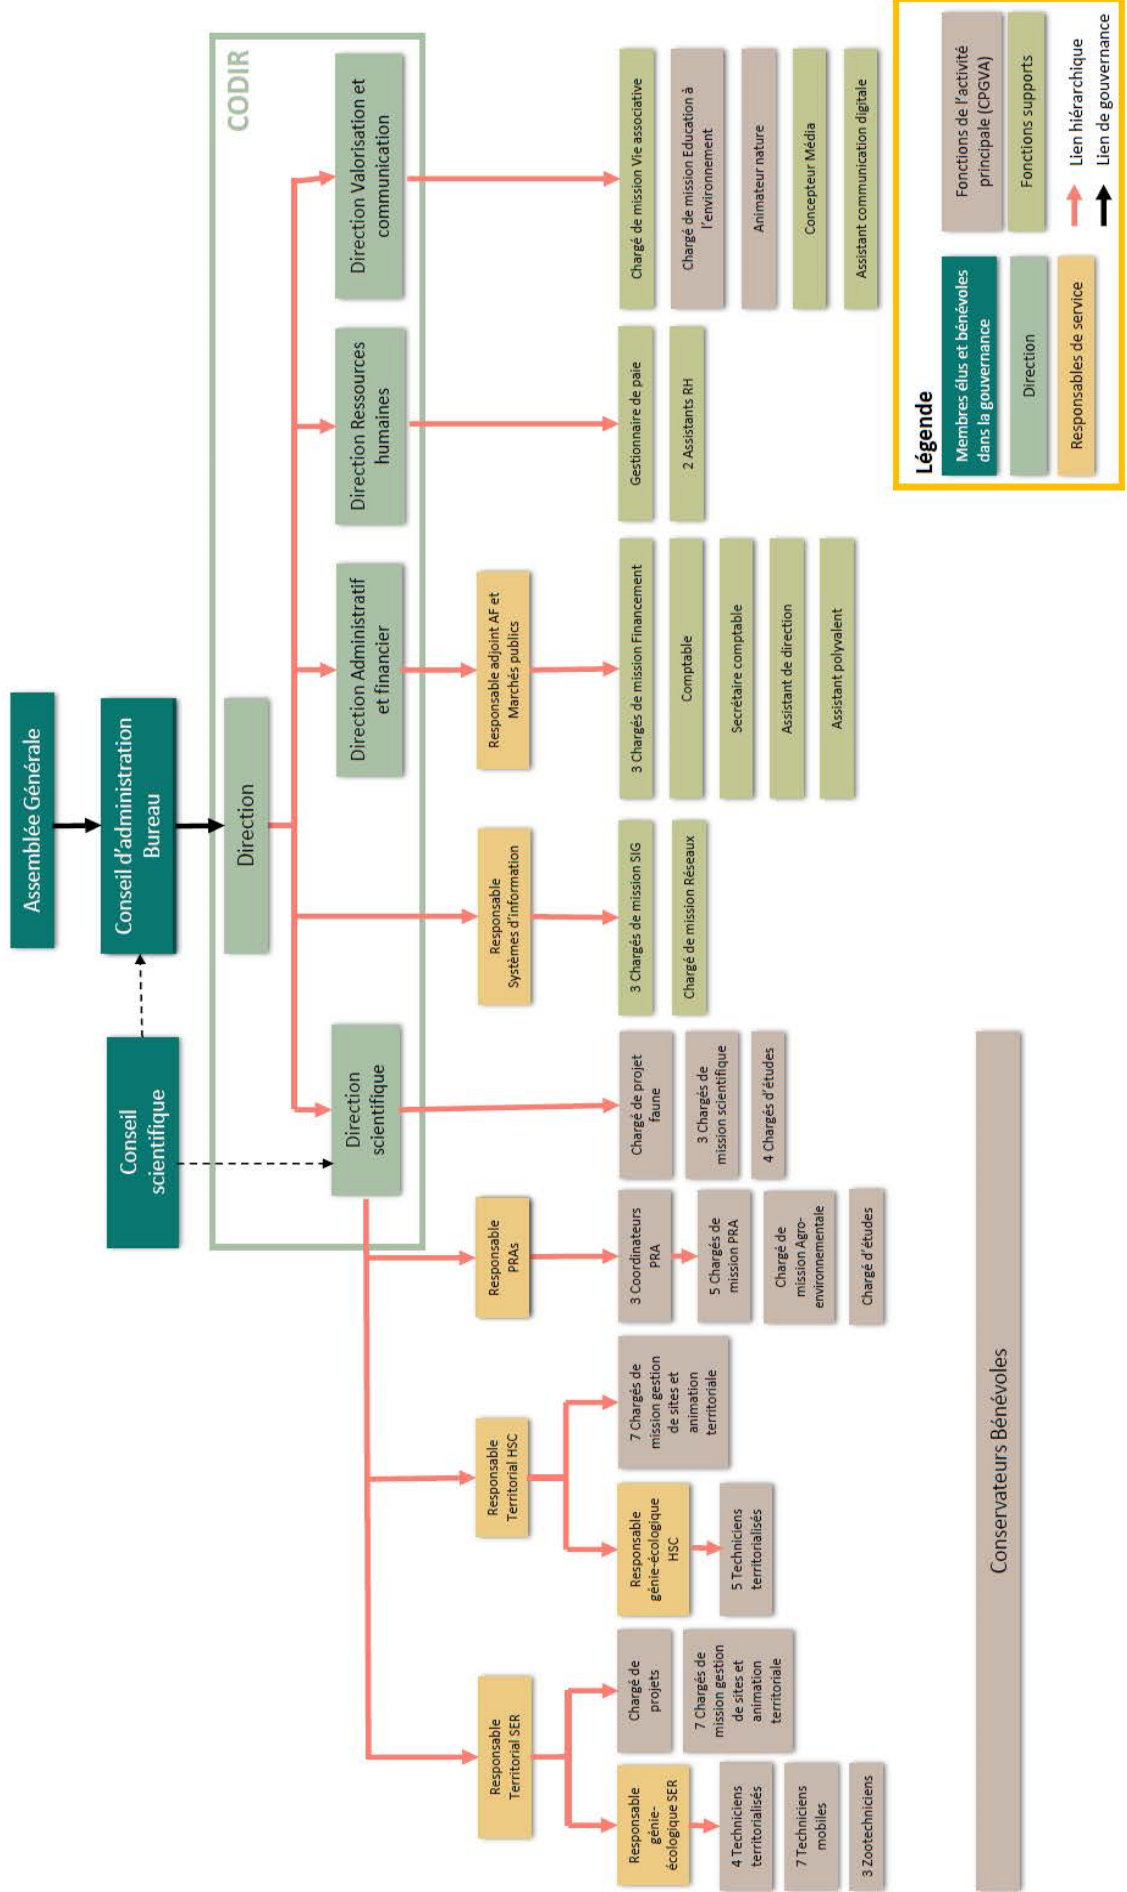 Assemblée Générale
Conseil d'administration
Bureau
Conseil
scientifique
CODIR
Direction
Direction
scientifique
Direction Administratif
et financier
Direction Ressources
humaines
Direction Valorisation et
communication
Responsable
Territorial SER
Responsable
Territorial HSC
Responsable
PRAs
Responsable
Systèmes d'information
Responsable adjoint AF et
Marchés publics
Responsable
génie-
écologique SER
4 Techniciens
territorialisés
7 Techniciens
mobiles
3 Zootechniciens
Chargé de
projets
7 Chargés de
mission gestion
de sites et
animation
territoriale
Responsable
génie-écologique
HSC
5 Techniciens
territorialisés
7 Chargés de
mission gestion
de sites et
animation
territoriale
3 Coordinateurs
PRA
5 Chargés de
mission PRA
Chargé de
mission Agro-
environnementale
Chargé d'études
Chargé de projet
faune
3 Chargés de
mission scientifique
4 Chargés d'études
3 Chargés de mission SIG
Chargé de mission Réseaux
3 Chargés de mission Financement
Comptable
Secrétaire comptable
Assistant de direction
Assistant polyvalent
Gestionnaire de paie
2 Assistants RH
Chargé de mission Vie associative
Chargé de mission Education à
l'environnement
Animateur nature
Concepteur Média
Assistant communication digitale
Conservateurs Bénévoles
Légende
Membres élus et bénévoles
dans la gouvernance
Direction
Responsables de service
Fonctions de l'activité
principale (CPGVA)
Fonctions supports
Lien hiérarchique
Lien de gouvernance